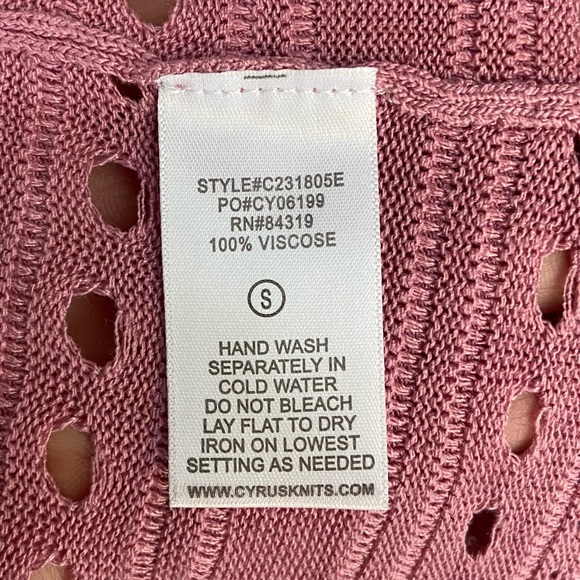 STYLE#C231805E
PO#CY06199
RN#84319
100% VISCOSE
S
HAND WASH
SEPARATELY IN
COLD WATER
DO NOT BLEACH
LAY FLAT TO DRY
IRON ON LOWEST
SETTING AS NEEDED
WWW.CYRUSKNITS.COM